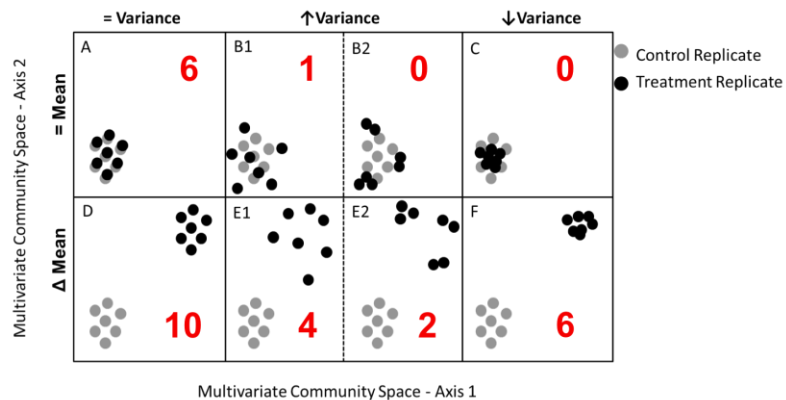 = Variance
↑Variance
↓Variance
Multivariate Community Space - Axis 2
= Mean
Δ Mean
A
6
B1
1
B2
0
C
0
D
10
E1
4
E2
2
F
6
Control Replicate
Treatment Replicate
Multivariate Community Space - Axis 1